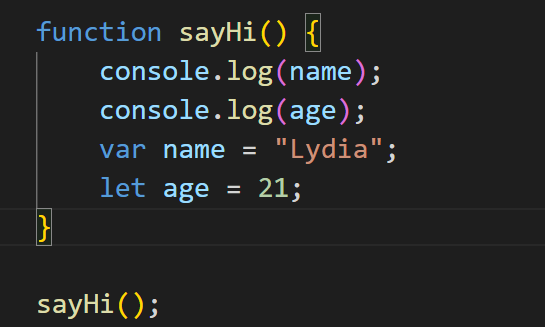 function sayHi() {
    console.log(name);
    console.log(age);
    var name = "Lydia";
    let age = 21;
}

sayHi();